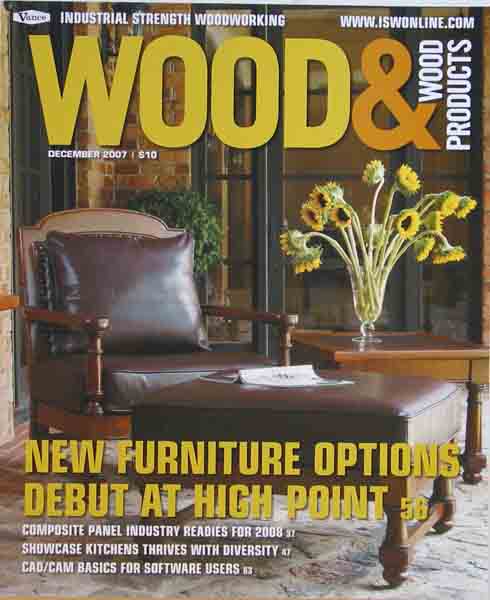 Vance
INDUSTRIAL STRENGTH WOODWORKING
WWW.ISWONLINE.COM
WOOD&
WOOD
PRODUCTS
DECEMBER 2007 | $10
NEW FURNITURE OPTIONS
DEBUT AT HIGH POINT 56
COMPOSITE PANEL INDUSTRY READIES FOR 2008 37
SHOWCASE KITCHENS THRIVES WITH DIVERSITY 47
CAD/CAM BASICS FOR SOFTWARE USERS 63